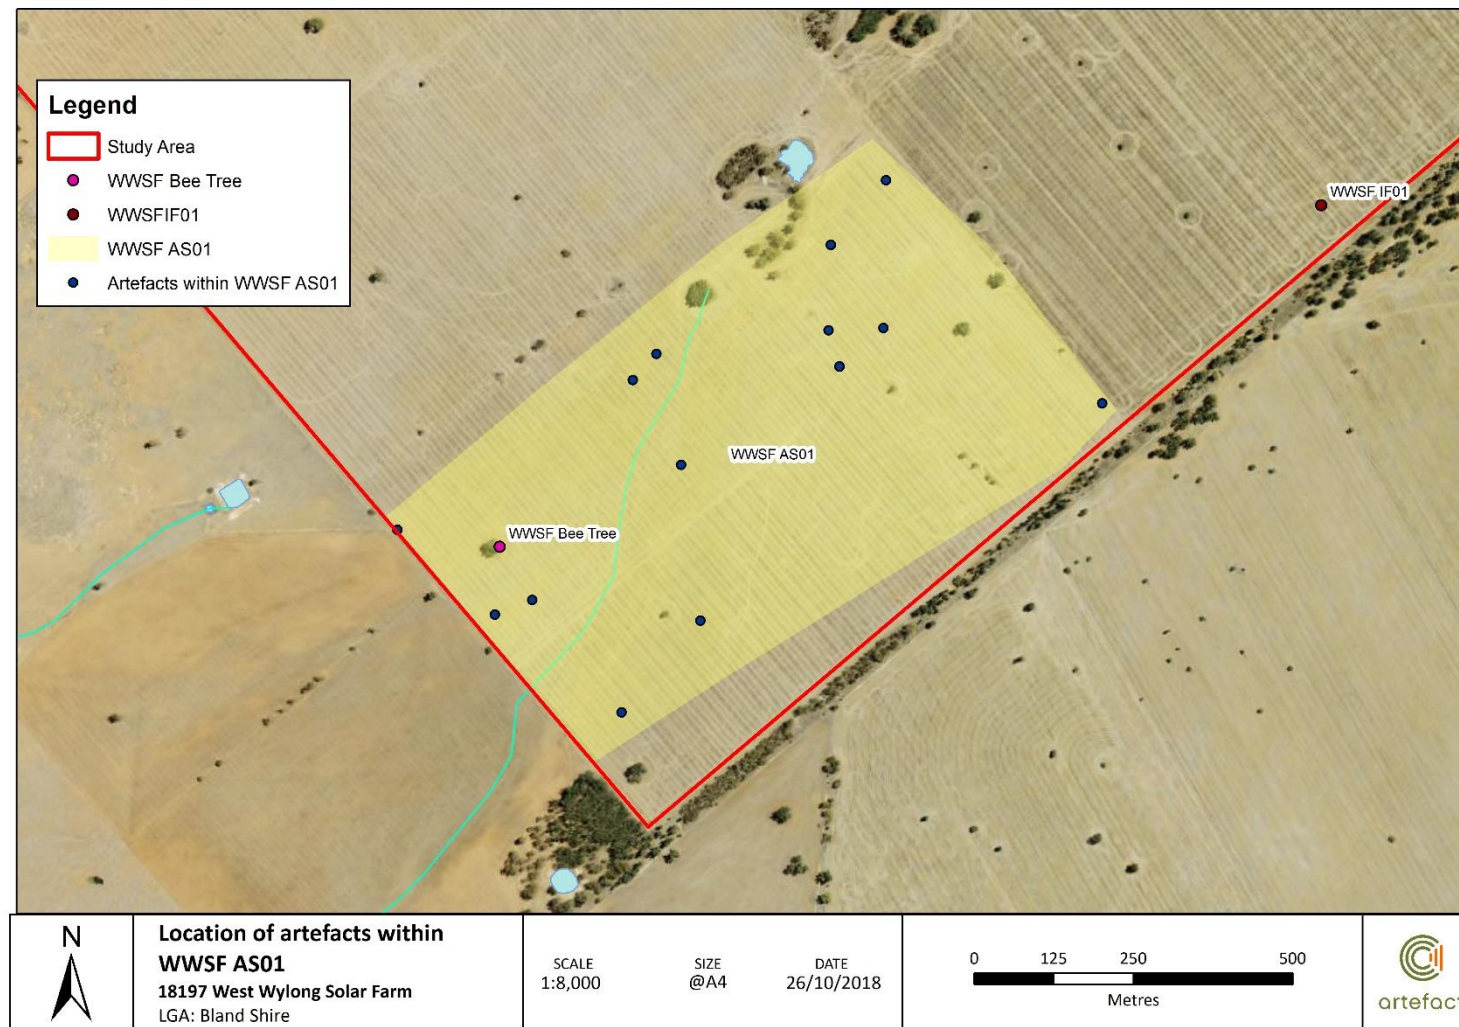 Legend
Study Area
WWSF Bee Tree
WWSFIF01
WWSF AS01
Artefacts within WWSF AS01
WWSF IF01
WWSF AS01
WWSF Bee Tree
N
Location of artefacts within
WWSF AS01
18197 West Wylong Solar Farm
LGA: Bland Shire
SCALE
1:8,000
SIZE
@A4
DATE
26/10/2018
0 125 250 500
Metres
artefact